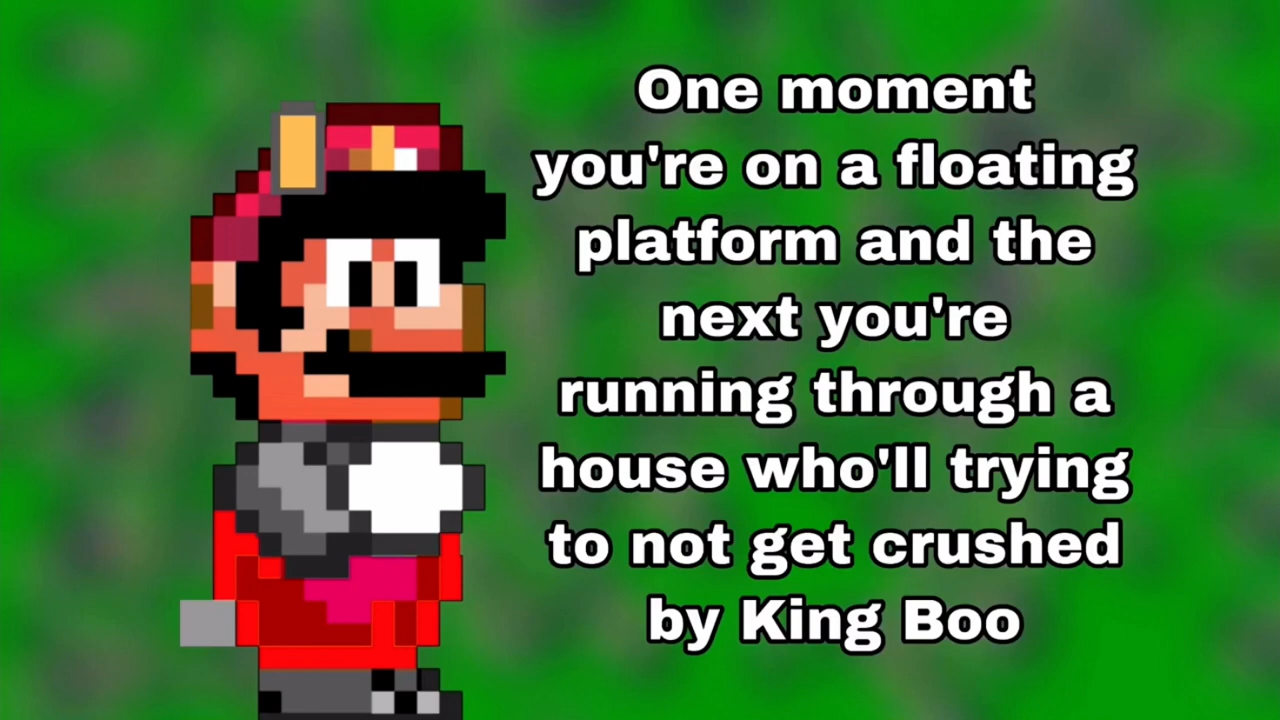 One moment
you're on a floating
platform and the
next you're
running through a
house who'll trying
to not get crushed
by King Boo